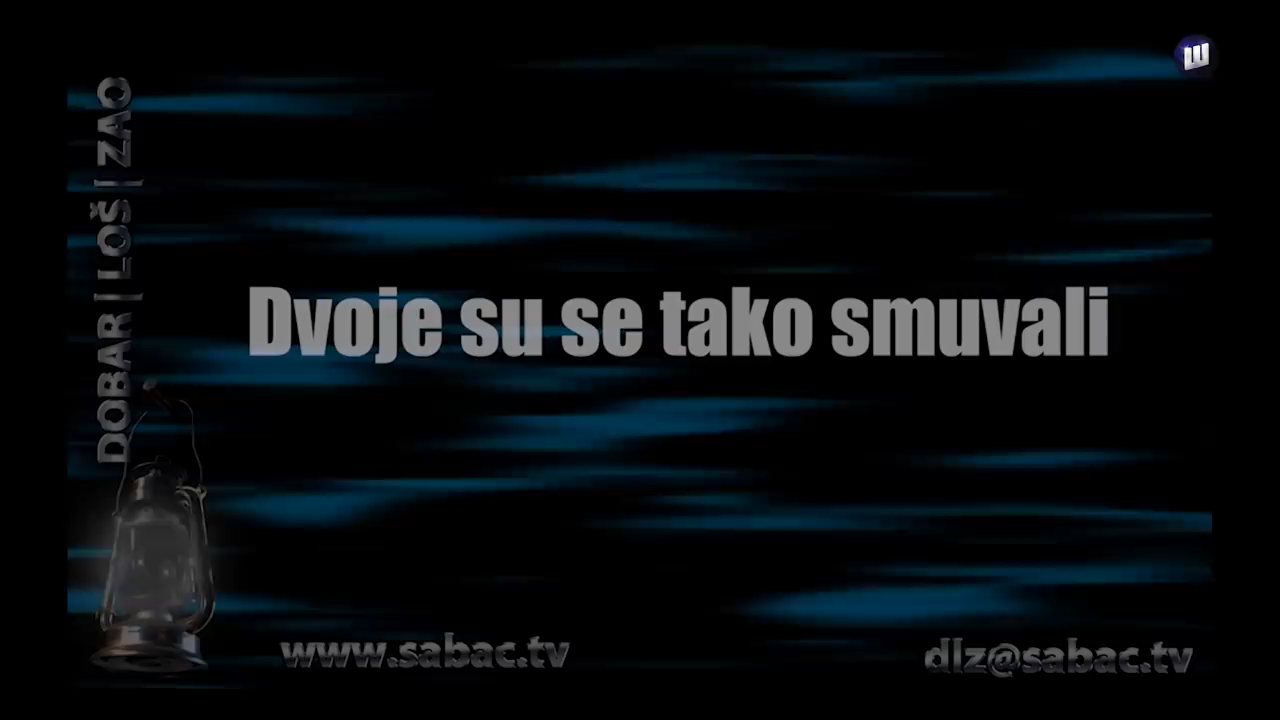 DOBAR | LOŠ | ZAO
Ш
Dvoje su se tako smuvali
www.sabac.tv
dlz@sabac.tv